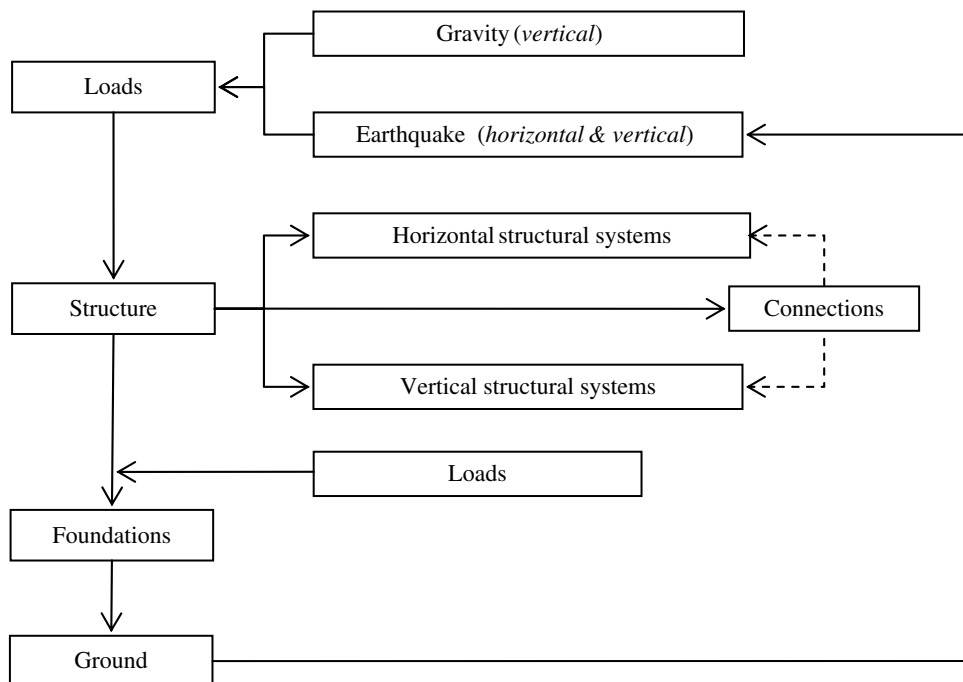 Gravity (vertical)
Loads
Earthquake (horizontal & vertical)
Horizontal structural systems
Structure
Connections
Vertical structural systems
Loads
Foundations
Ground